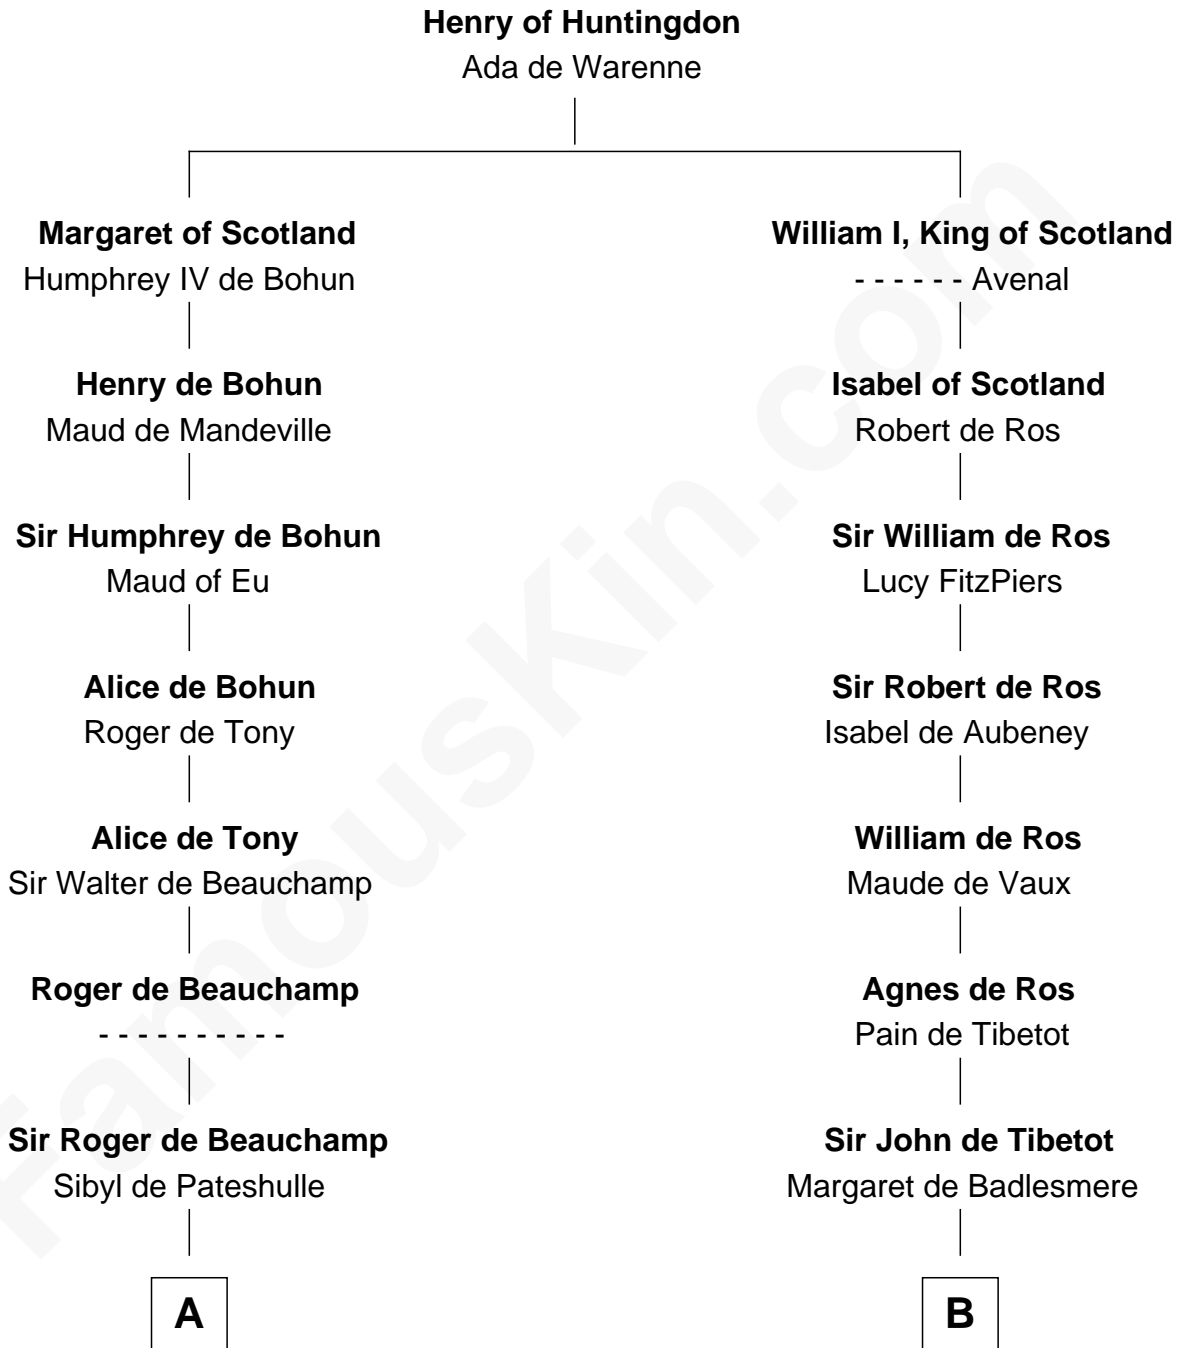 Henry of Huntingdon
Ada de Warenne
Margaret of Scotland
Humphrey IV de Bohun
Henry de Bohun
Maud de Mandeville
Sir Humphrey de Bohun
Maud of Eu
Alice de Bohun
Roger de Tony
Alice de Tony
Sir Walter de Beauchamp
Roger de Beauchamp
- - - - - - - - - -
Sir Roger de Beauchamp
Sibyl de Pateshulle
A
William I, King of Scotland
- - - - - - Avenal
Isabel of Scotland
Robert de Ros
Sir William de Ros
Lucy FitzPiers
Sir Robert de Ros
Isabel de Aubeney
William de Ros
Maude de Vaux
Agnes de Ros
Pain de Tibetot
Sir John de Tibetot
Margaret de Badlesmere
B
FamousKin.com